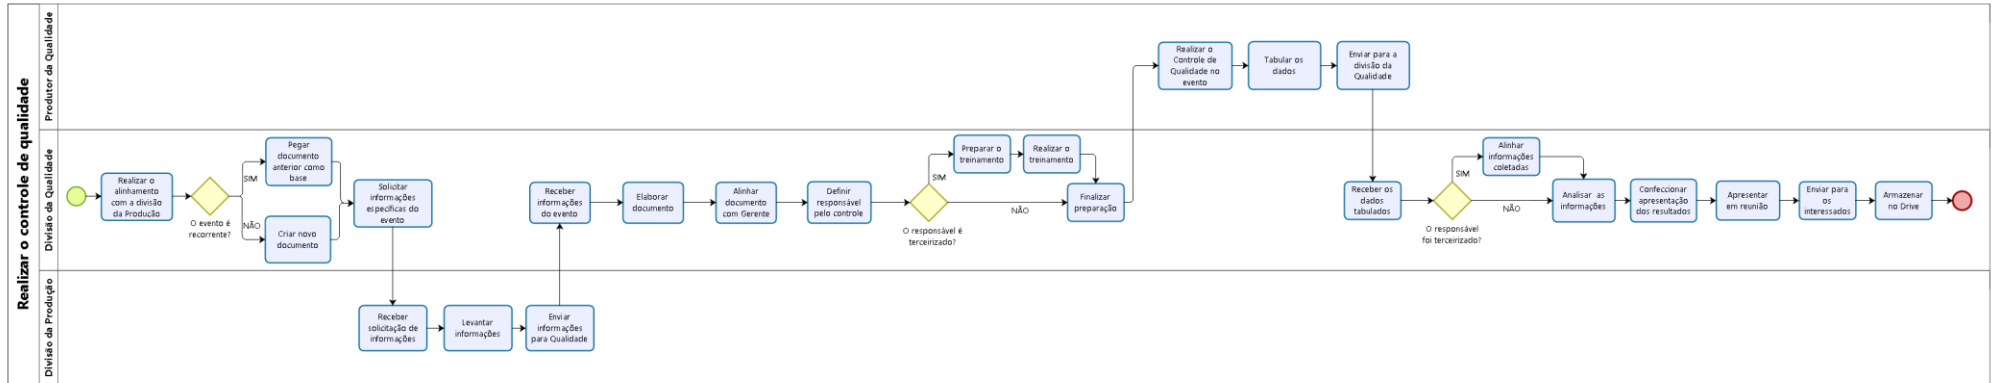 Realizar o controle de qualidade
Produtor da Qualidade
Realizar o
Controle de
Qualidade no
evento
Tabular os
dados
Enviar para a
divisão da
Qualidade
Divisão da Qualidade
Realizar o
alinhamento
com a divisão
da Produção
O evento é
recorrente?
SIM
Pegar
documento
anterior como
base
NÃO
Criar novo
documento
Solicitar
informações
específicas do
evento
Receber
informações
do evento
Elaborar
documento
Alinhar
documento
com Gerente
Definir
responsável
pelo controle
O responsável é
terceirizado?
SIM
Preparar o
treinamento
Realizar o
treinamento
NÃO
Finalizar
preparação
Receber os
dados
tabulados
O responsável
foi terceirizado?
SIM
Alinhar
informações
coletadas
NÃO
Analisar as
informações
Confeccionar
apresentação
dos resultados
Apresentar
em reunião
Enviar para
os
interessados
Armazenar
no Drive
Divisão da Produção
Receber
solicitação de
informações
Levantar
informações
Enviar
informações
para Qualidade